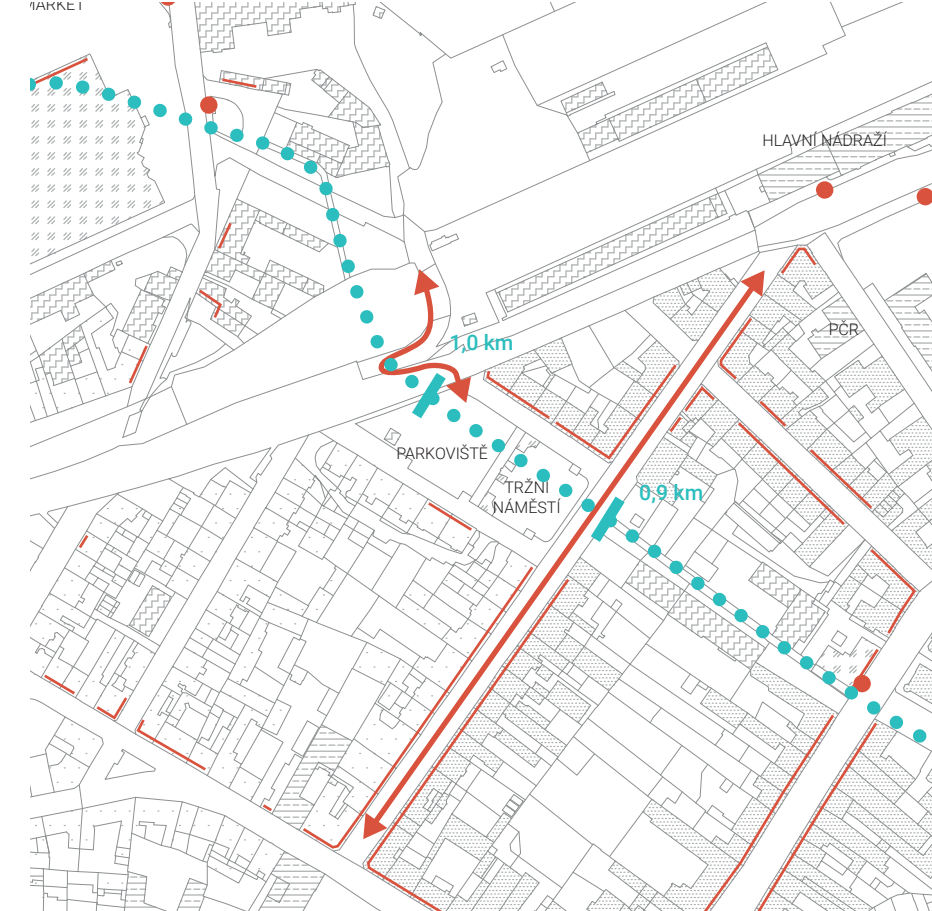 MARKET
HLAVNÍ NÁDRAŽÍ
PČR
1,0 km
PARKOVIŠTĚ
TRŽNÍ
NÁMĚSTÍ
0,9 km